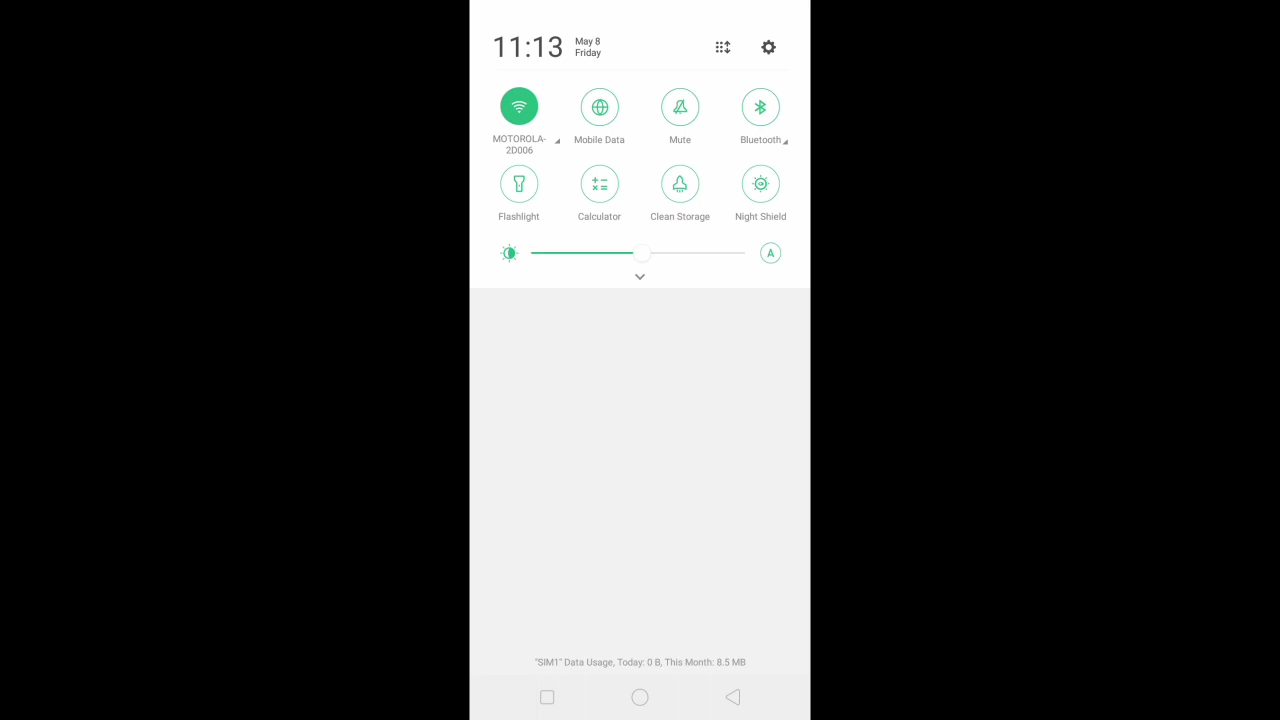 11:13
May 8
Friday
MOTOROLA-
2D006
Mobile Data
Mute
Bluetooth
Flashlight
Calculator
Clean Storage
Night Shield
A
"SIM1" Data Usage, Today: 0 B, This Month: 8.5 MB